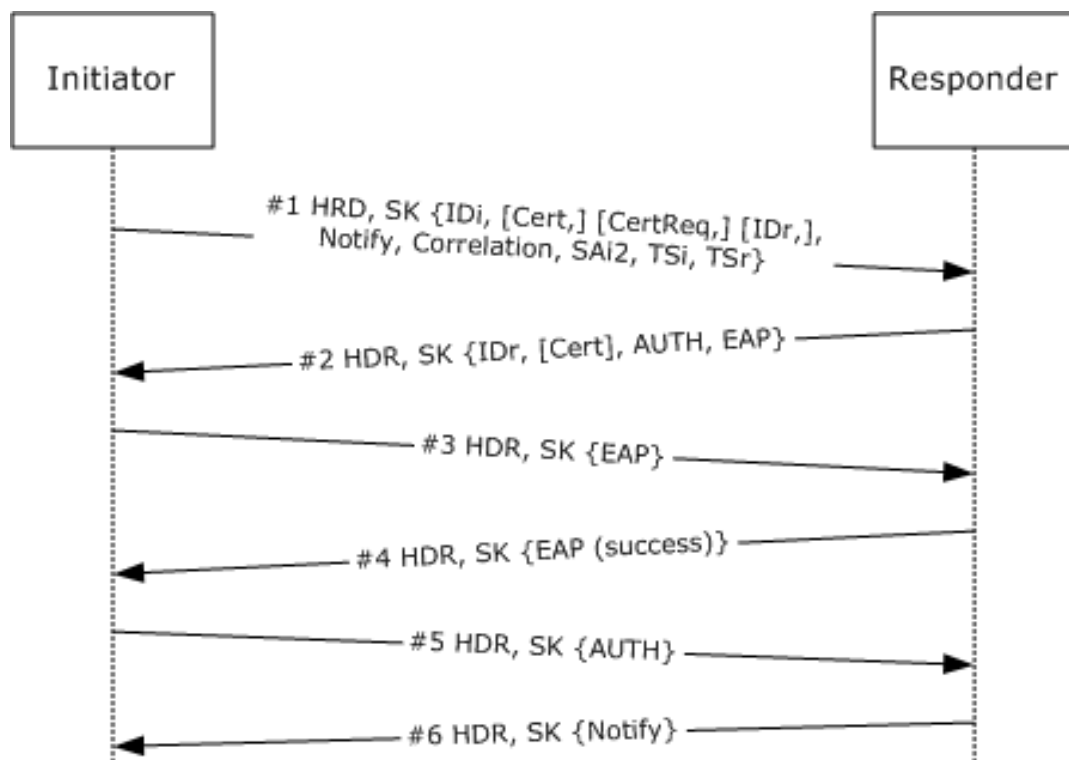 Initiator
Responder
#1 HRD, SK {IDi, [Cert,] [CertReq,] [IDr,],
Notify, Correlation, SAi2, TSi, TSr}
#2 HDR, SK {IDr, [Cert], AUTH, EAP}
#3 HDR, SK {EAP}
#4 HDR, SK {EAP (success)}
#5 HDR, SK {AUTH}
#6 HDR, SK {Notify}